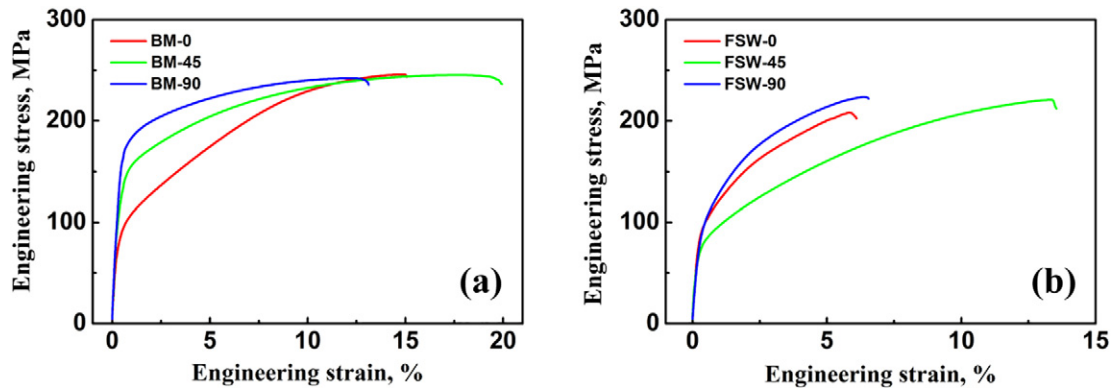 300
200
100
0
Engineering stress, MPa
BM-0
BM-45
BM-90
(a)
0 5 10 15 20
Engineering strain, %
300
200
100
0
Engineering stress, MPa
FSW-0
FSW-45
FSW-90
(b)
0 5 10 15
Engineering strain, %